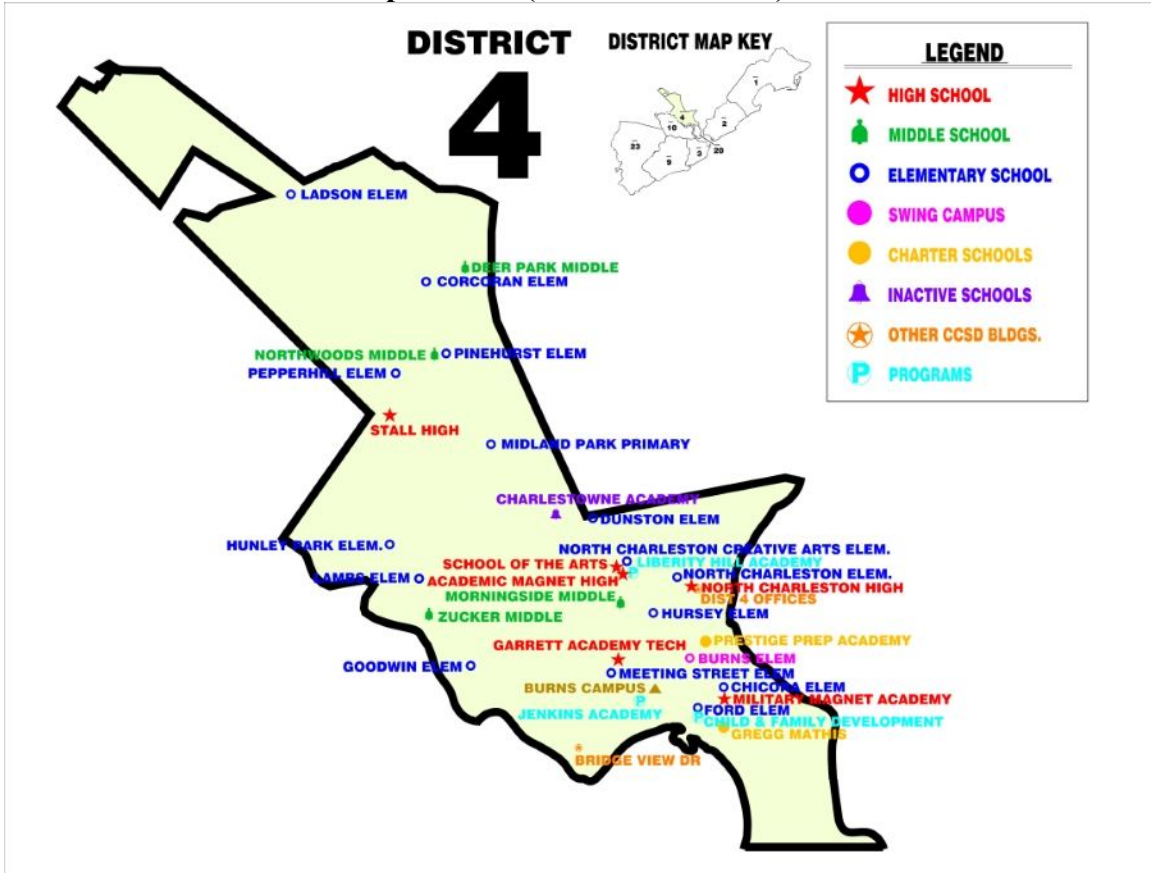 DISTRICT
4
DISTRICT MAP KEY
1
2
4
10
23
9
3
20
LEGEND
HIGH SCHOOL
MIDDLE SCHOOL
ELEMENTARY SCHOOL
SWING CAMPUS
CHARTER SCHOOLS
INACTIVE SCHOOLS
OTHER CCSD BLDGS.
P PROGRAMS
LADSON ELEM
DEER PARK MIDDLE
CORCORAN ELEM
NORTHWOODS MIDDLE
PINEHURST ELEM
PEPPERHILL ELEM
STALL HIGH
MIDLAND PARK PRIMARY
CHARLESTOWNE ACADEMY
DUNSTON ELEM
HUNLEY PARK ELEM.
NORTH CHARLESTON CREATIVE ARTS ELEM.
SCHOOL OF THE ARTS
LIBERITY HILL ACADEMY
P
LAMBS ELEM
ACADEMIC MAGNET HIGH
NORTH CHARLESTON ELEM.
NORTH CHARLESTON HIGH
MORNINGSIDE MIDDLE
DIST 4 OFFICES
ZUCKER MIDDLE
HURSEY ELEM
GARRETT ACADEMY TECH
PRESTIGE PREP ACADEMY
BURNS ELEM
GOODWIN ELEM
MEETING STREET ELEM
BURNS CAMPUS
CHICORA ELEM
P
MILITARY MAGNET ACADEMY
JENKINS ACADEMY
FORD ELEM
P
CHILD & FAMILY DEVELOPMENT
GREGG MATHIS
BRIDGE VIEW DR